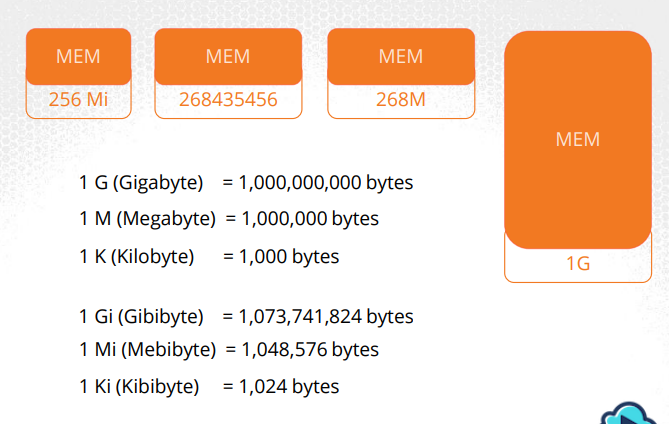 MEM
256 Mi
MEM
268435456
MEM
268M
MEM
1G
1 G (Gigabyte) = 1,000,000,000 bytes
1 M (Megabyte) = 1,000,000 bytes
1 K (Kilobyte) = 1,000 bytes
1 Gi (Gibibyte) = 1,073,741,824 bytes
1 Mi (Mebibyte) = 1,048,576 bytes
1 Ki (Kibibyte) = 1,024 bytes